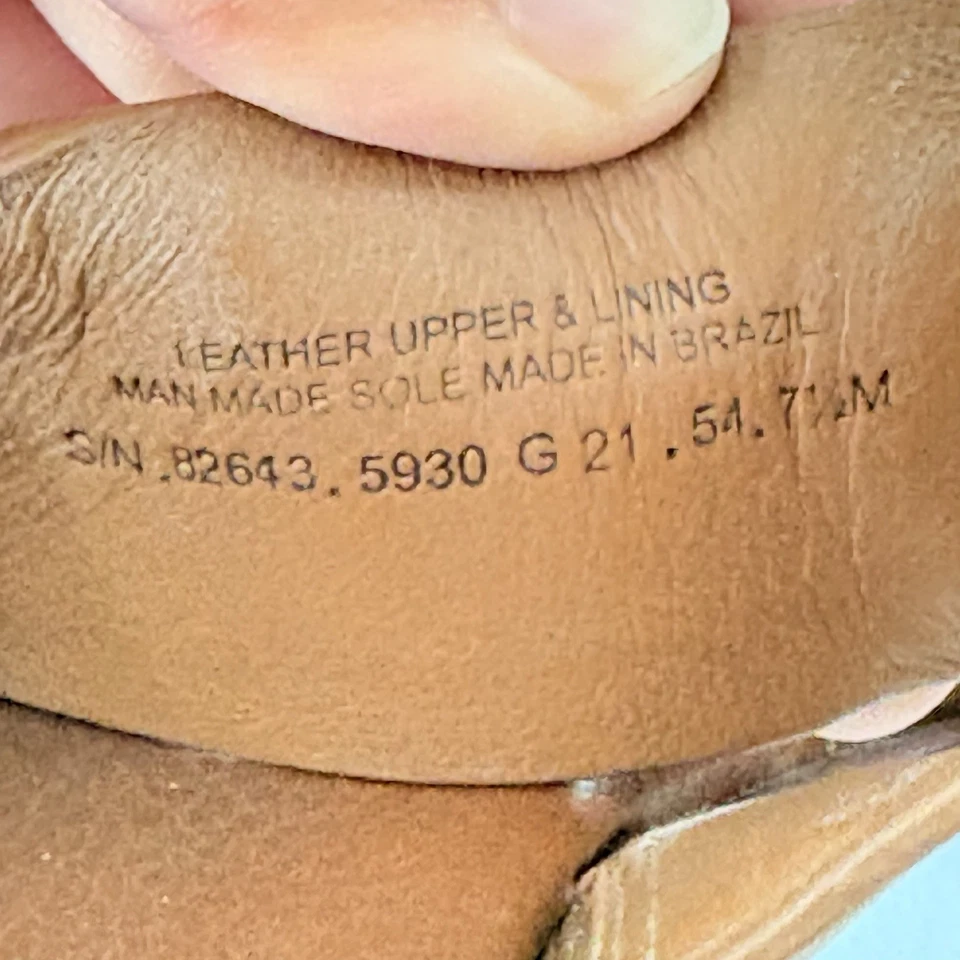 LEATHER UPPER & LINING
MAN MADE SOLE MADE IN BRAZIL
S/N .82643. 5930 G 21 .54.7½M